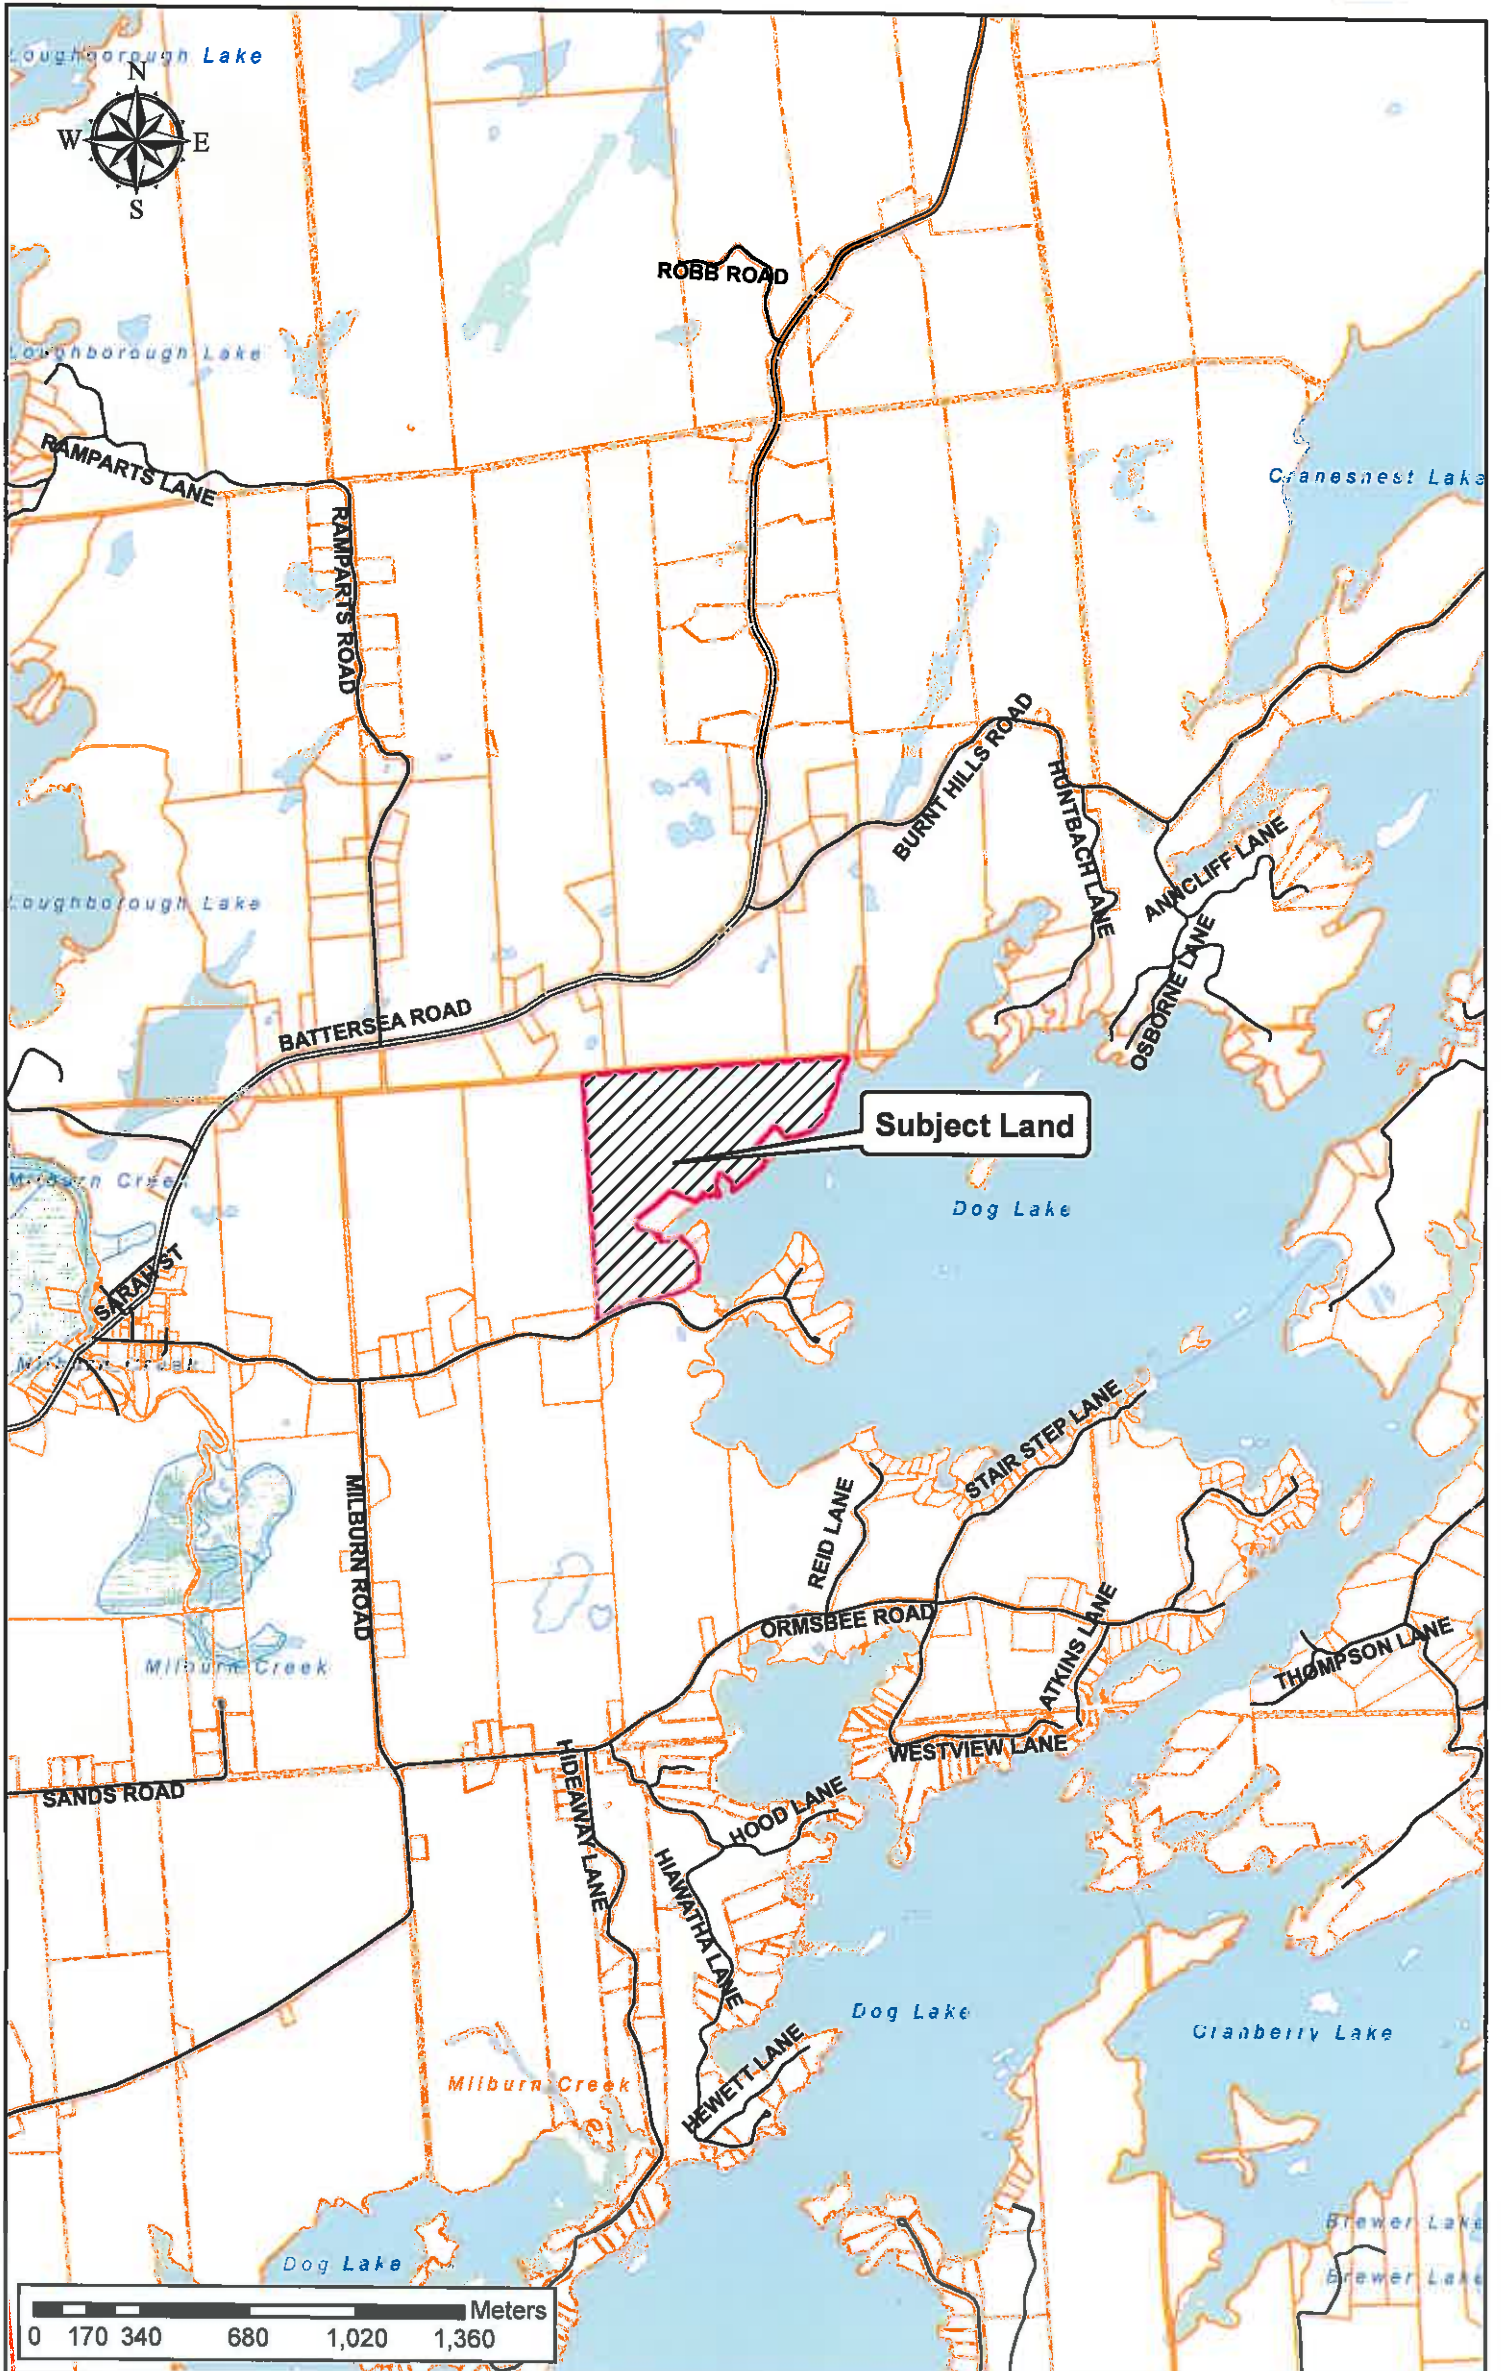 Loughborough Lake
N
W E
S
ROBB ROAD
Loughborough Lake
RAMPARTS LANE
Cranesnest Lake
RAMPARTS ROAD
BURNT HILLS ROAD
HUNTBACH LANE
ANNCLIFF LANE
Loughborough Lake
OSBORNE LANE
BATTERSEA ROAD
Subject Land
Milburn Creek
Dog Lake
SARAH ST
Milburn Creek
STAIR STEP LANE
MILBURN ROAD
REID LANE
ORMSBEE ROAD
ATKINS LANE
THOMPSON LANE
Milburn Creek
WESTVIEW LANE
SANDS ROAD
HIDEAWAY LANE
HOOD LANE
HIAWATHA LANE
Dog Lake
Cranberry Lake
HEWETT LANE
Milburn Creek
Brewer Lake
Dog Lake
Brewer Lake
Meters
0 170 340 680 1,020 1,360